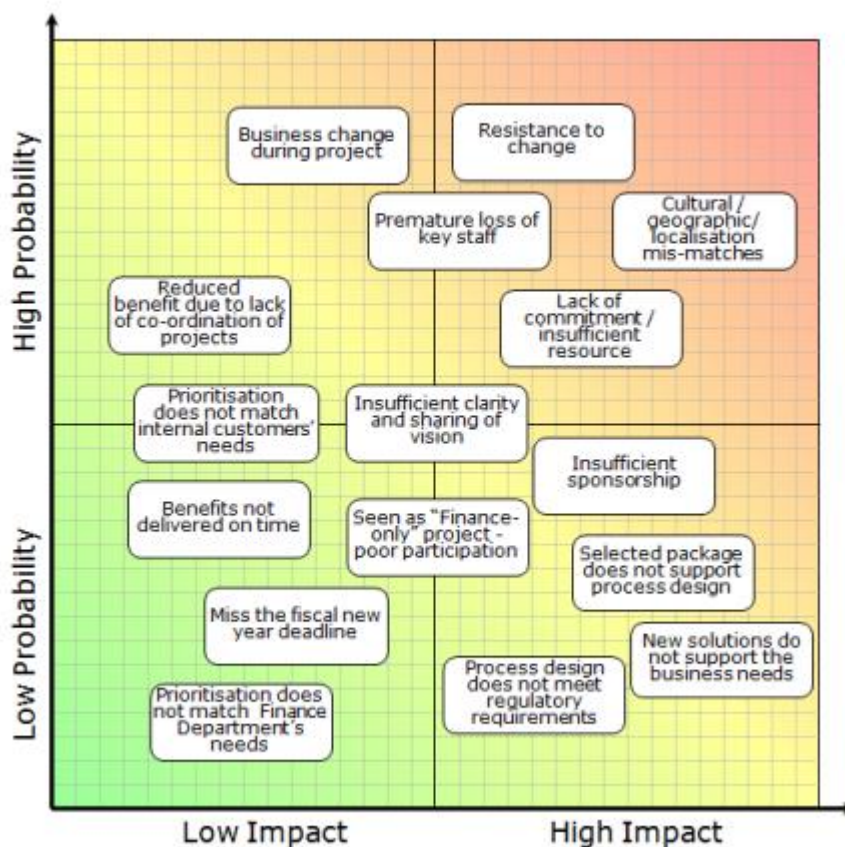 High Probability
Low Probability
Business change
during project
Resistance to
change
Premature loss of
key staff
Cultural /
geographic/
localisation
mis-matches
Reduced
benefit due to lack
of co-ordination of
projects
Lack of
commitment /
insufficient
resource
Prioritisation
does not match
internal customers'
needs
Insufficient clarity
and sharing of
vision
Insufficient
sponsorship
Benefits not
delivered on time
Seen as “Finance-
only” project -
poor participation
Selected package
does not support
process design
Miss the fiscal new
year deadline
New solutions do
not support the
business needs
Process design
does not meet
regulatory
requirements
Prioritisation does
not match Finance
Department's
needs
Low Impact
High Impact